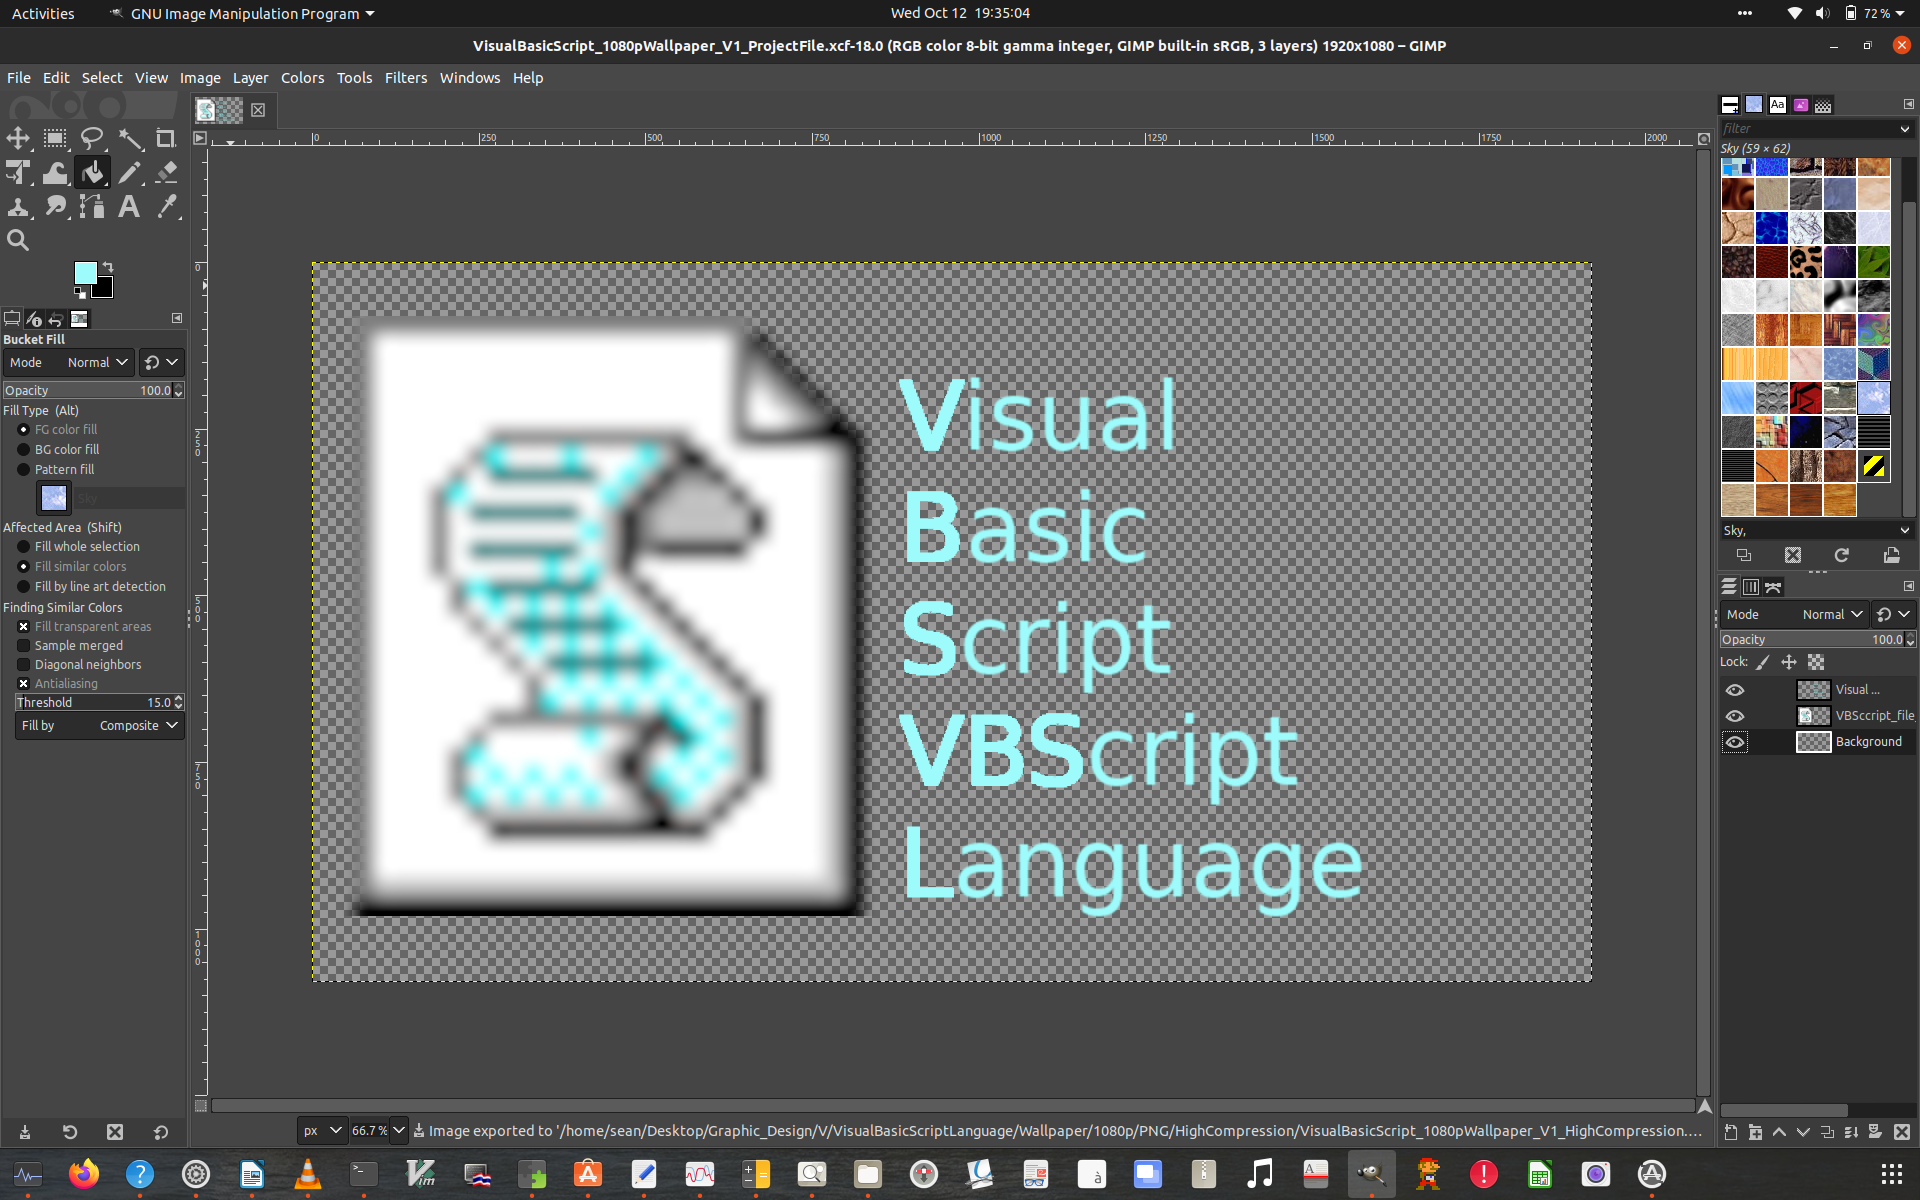 Activities
GNU Image Manipulation Program
Wed Oct 12 19:35:04
72 %
VisualBasicScript_1080pWallpaper_V1_ProjectFile.xcf-18.0 (RGB color 8-bit gamma integer, GIMP built-in sRGB, 3 layers) 1920x1080 – GIMP
File Edit Select View Image Layer Colors Tools Filters Windows Help
0 250 500 750 1000 1250 1500 1750 2000
0
250
500
750
1000
Bucket Fill
Mode Normal
Opacity 100.0
Fill Type (Alt)
FG color fill
BG color fill
Pattern fill
Sky
Affected Area (Shift)
Fill whole selection
Fill similar colors
Fill by line art detection
Finding Similar Colors
Fill transparent areas
Sample merged
Diagonal neighbors
Antialiasing
Threshold 15.0
Fill by Composite
Visual
Basic
Script
VBScript
Language
Aa
filter
Sky (59 × 62)
Sky,
Mode Normal
Opacity 100.0
Lock:
Visual ...
VBSccript_file_
Background
px
66.7 %
Image exported to '/home/sean/Desktop/Graphic_Design/V/VisualBasicScriptLanguage/Wallpaper/1080p/PNG/HighCompression/VisualBasicScript_1080pWallpaper_V1_HighCompression....